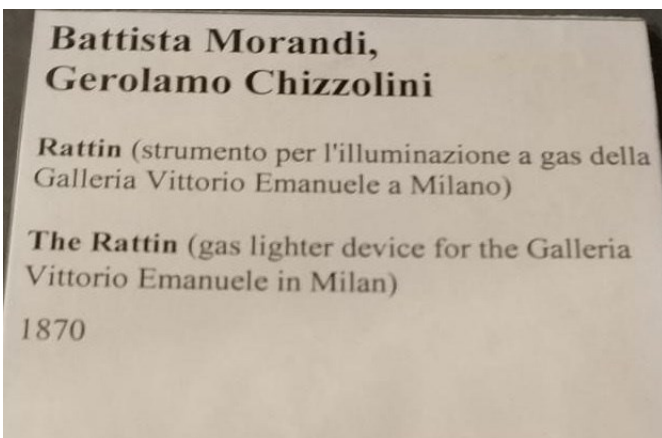 Battista Morandi,
Gerolamo Chizzolini
Rattin (strumento per l'illuminazione a gas della
Galleria Vittorio Emanuele a Milano)
The Rattin (gas lighter device for the Galleria
Vittorio Emanuele in Milan)
1870